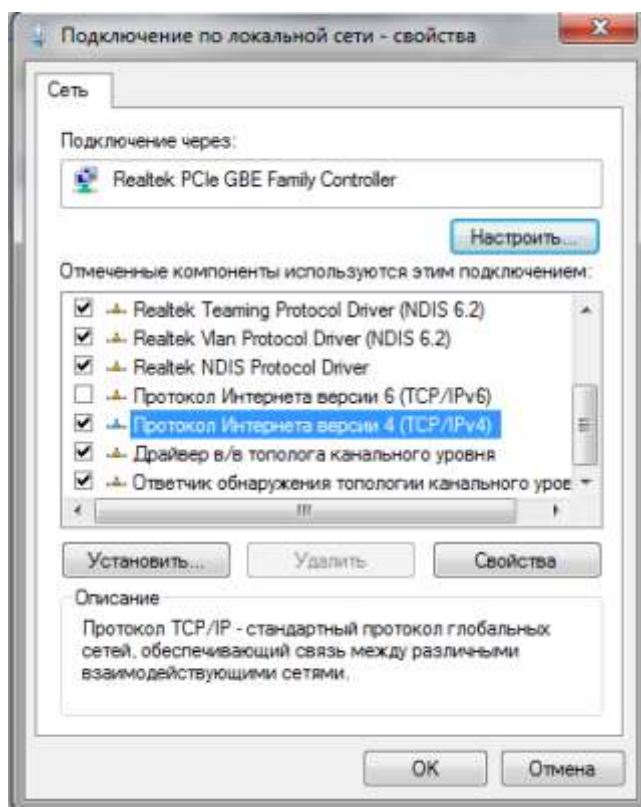 Подключение по локальной сети - свойства
Сеть
Подключение через:
Realtek PCIe GBE Family Controller
Настроить...
Отмеченные компоненты используются этим подключением:
Realtek Teaming Protocol Driver (NDIS 6.2)
Realtek Vlan Protocol Driver (NDIS 6.2)
Realtek NDIS Protocol Driver
Протокол Интернета версии 6 (TCP/IPv6)
Протокол Интернета версии 4 (TCP/IPv4)
Драйвер в/в тополога канального уровня
Ответчик обнаружения топологии канального уров
Установить...
Удалить
Свойства
Описание
Протокол TCP/IP - стандартный протокол глобальных
сетей, обеспечивающий связь между различными
взаимодействующими сетями.
OK
Отмена